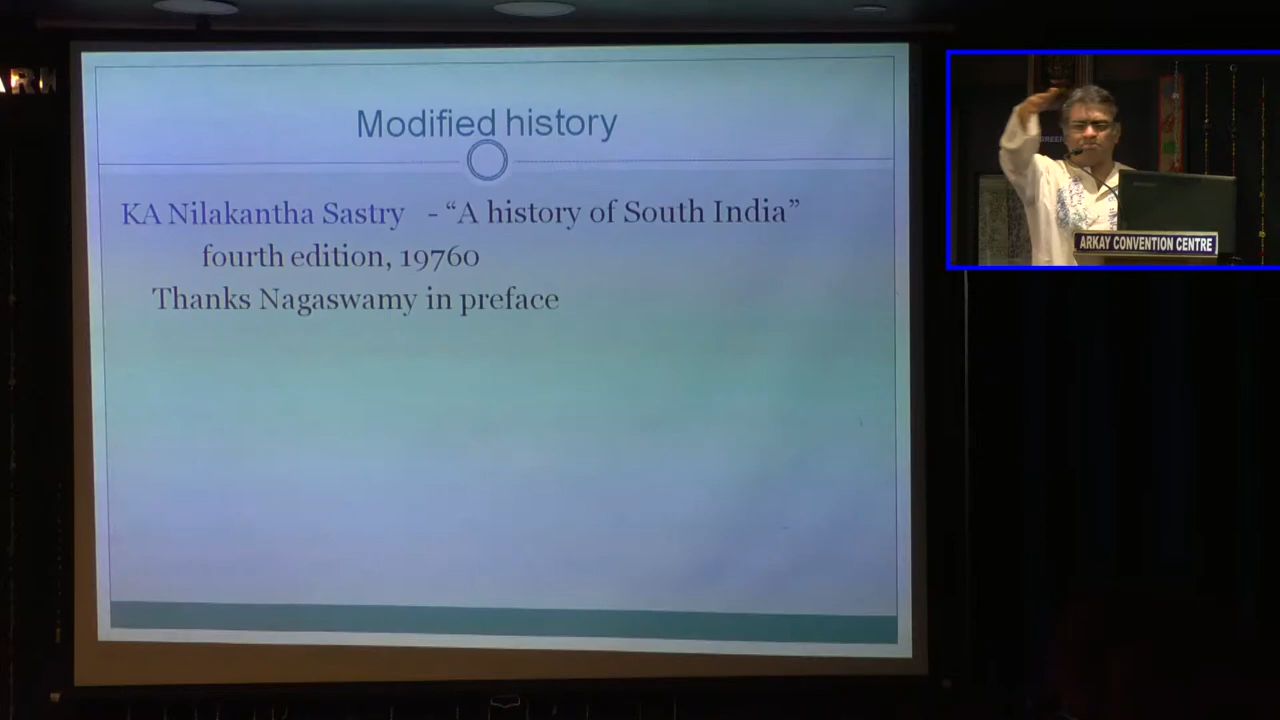 ARK
Modified history
KA Nilakantha Sastry - “A history of South India”
fourth edition, 19760
Thanks Nagaswamy in preface
ARKAY CONVENTION CENTRE